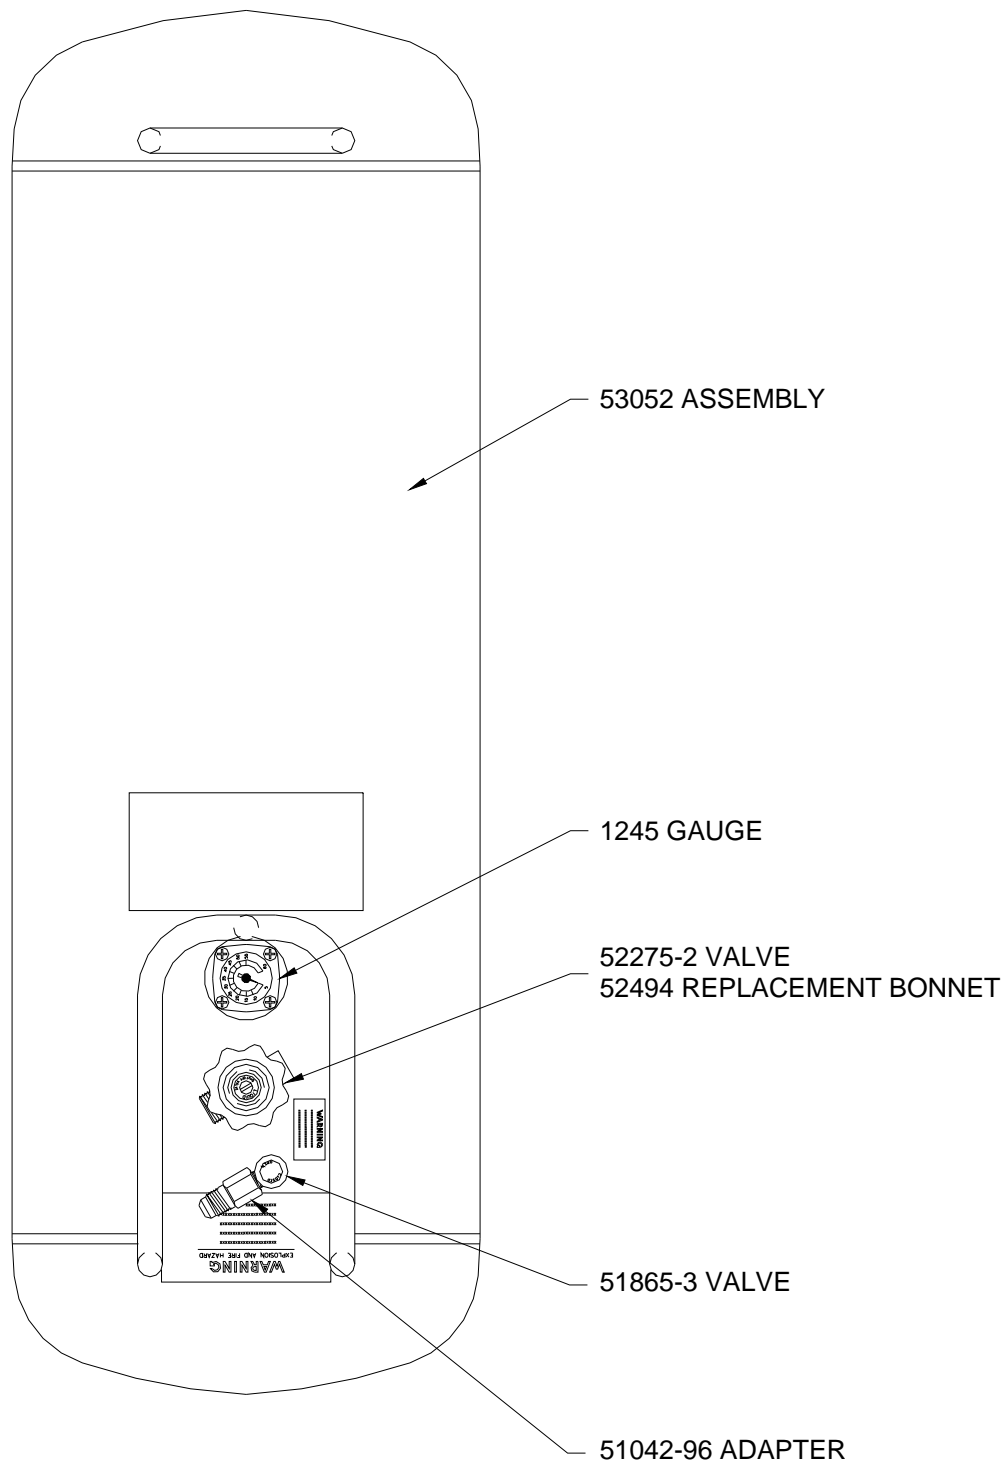 53052 ASSEMBLY
1245 GAUGE
52275-2 VALVE
52494 REPLACEMENT BONNET
WARNING
51865-3 VALVE
EXPLOSION AND FIRE HAZARD
WARNING
51042-96 ADAPTER